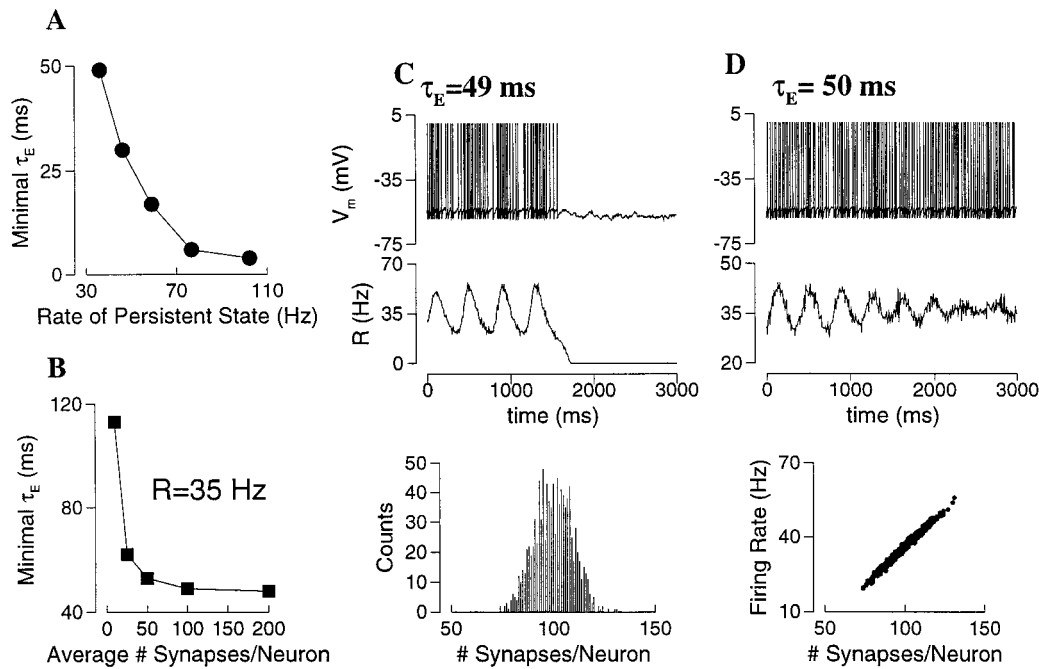 A
50
25
0
Minimal τE (ms)
30 70 110
Rate of Persistent State (Hz)
B
120
80
40
Minimal τE (ms)
R=35 Hz
0 50 100 150 200
Average # Synapses/Neuron
C
τE=49 ms
5
-35
-75
Vm (mV)
70
35
0
R (Hz)
0 1000 2000 3000
time (ms)
50
40
30
20
10
0
Counts
50 100 150
# Synapses/Neuron
D
τE= 50 ms
5
-35
-75
50
35
20
0 1000 2000 3000
time (ms)
70
40
10
Firing Rate (Hz)
50 100 150
# Synapses/Neuron